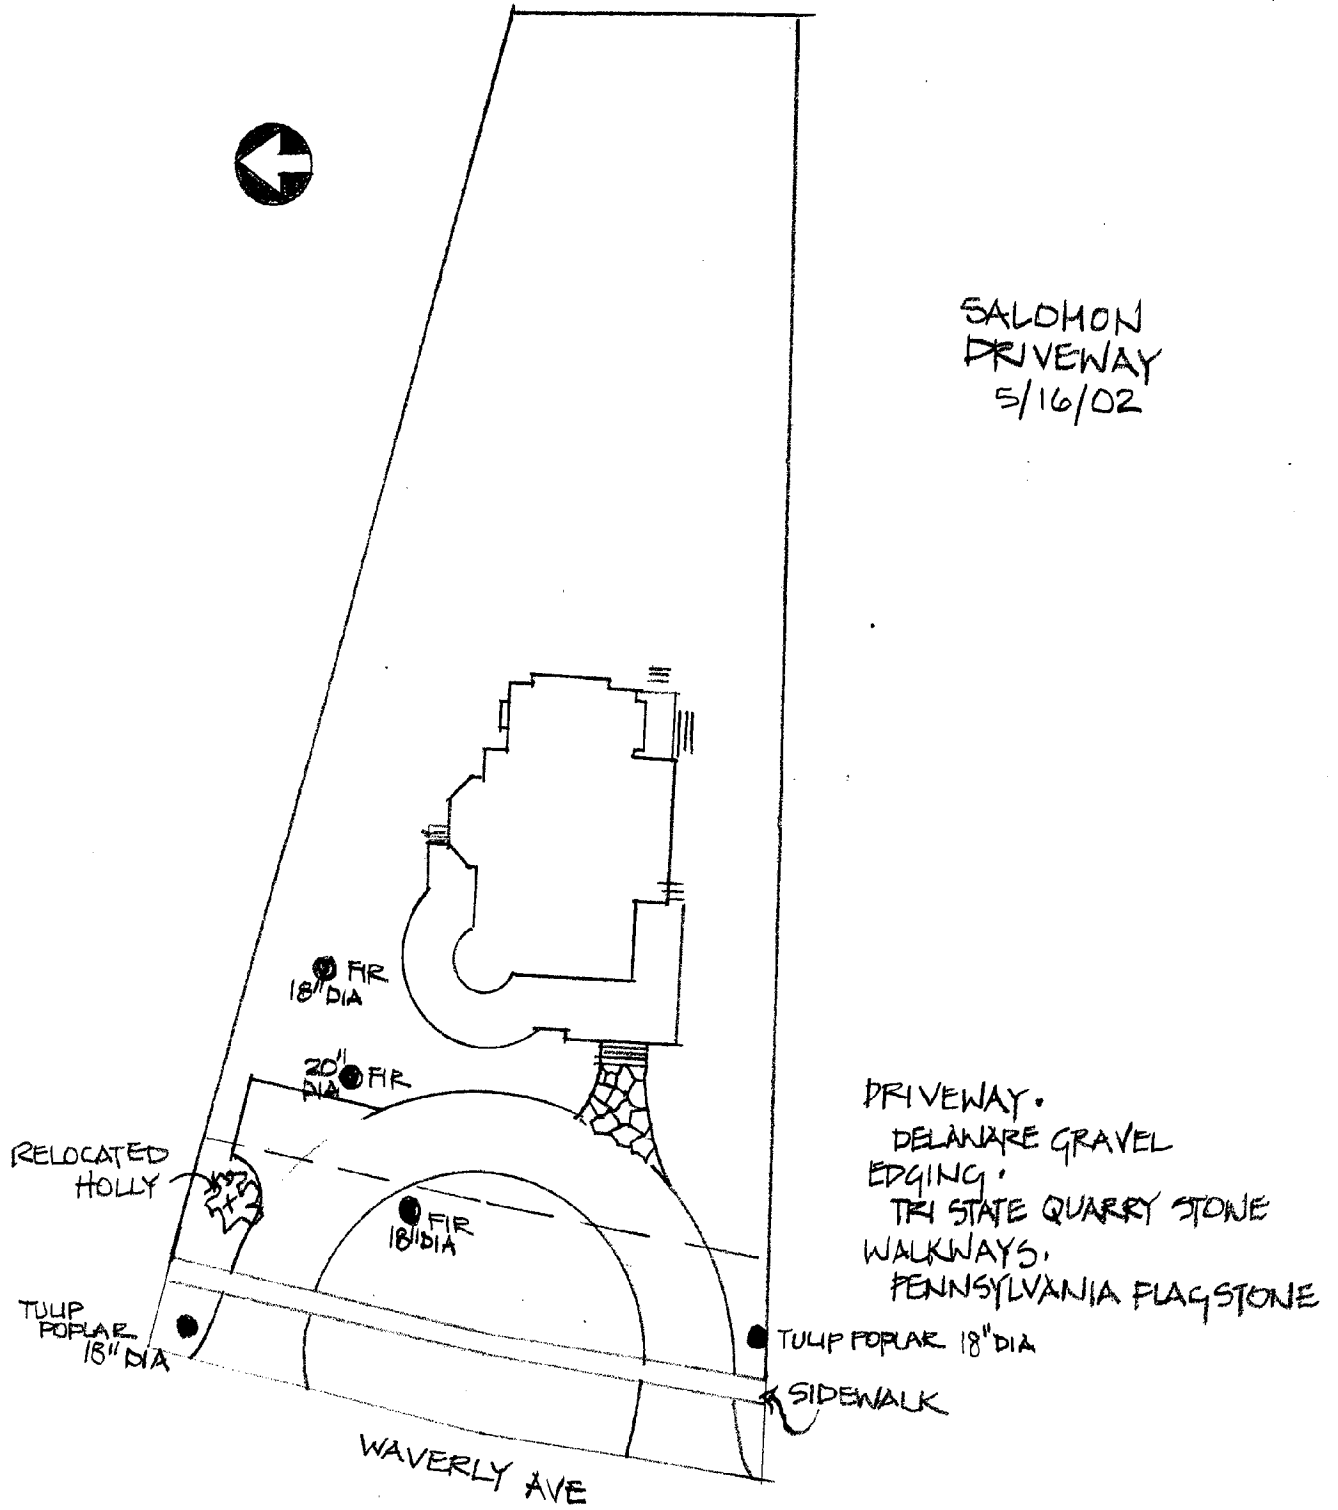 SALOMON
DRIVEWAY
5/16/02
FIR
18" DIA
20"
DIA
FIR
RELOCATED
HOLLY
FIR
18" DIA
DRIVEWAY.
DELAWARE GRAVEL
EDGING.
TRI STATE QUARRY STONE
WALKWAYS.
PENNSYLVANIA FLAGSTONE
TULIP
POPLAR
18" DIA
TULIP POPLAR 18" DIA
SIDEWALK
WAVERLY AVE